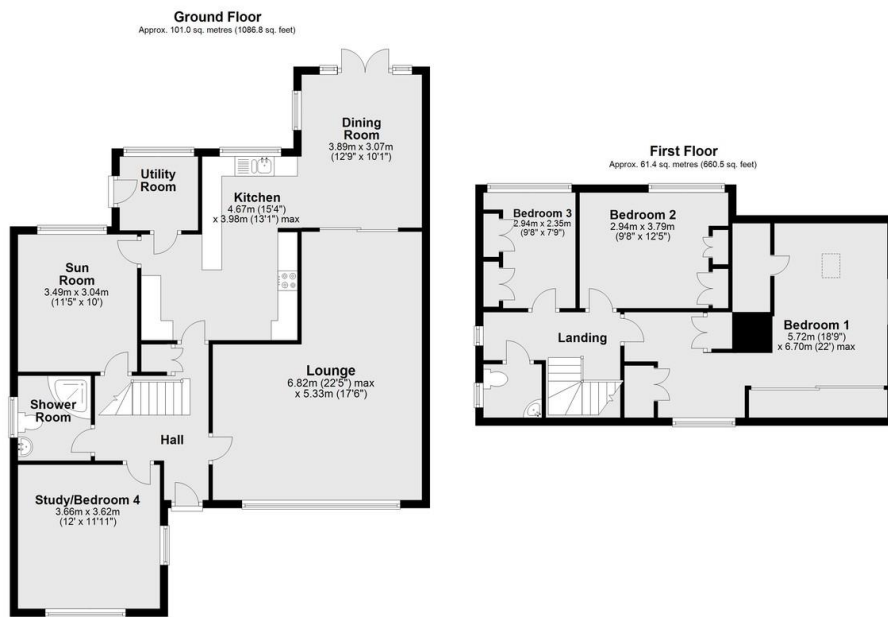 Ground Floor
Approx. 101.0 sq. metres (1086.8 sq. feet)
Dining
Room
3.89m x 3.07m
(12'9" x 10'1")
Utility
Room
Kitchen
4.67m (15'4")
x 3.98m (13'1") max
Sun
Room
3.49m x 3.04m
(11'5" x 10')
Lounge
6.82m (22'5") max
x 5.33m (17'6")
Shower
Room
Hall
Study/Bedroom 4
3.66m x 3.62m
(12' x 11'11")
First Floor
Approx. 61.4 sq. metres (660.5 sq. feet)
Bedroom 3
2.94m x 2.35m
(9'8" x 7'9")
Bedroom 2
2.94m x 3.79m
(9'8" x 12'5")
Landing
Bedroom 1
5.72m (18'9")
x 6.70m (22') max